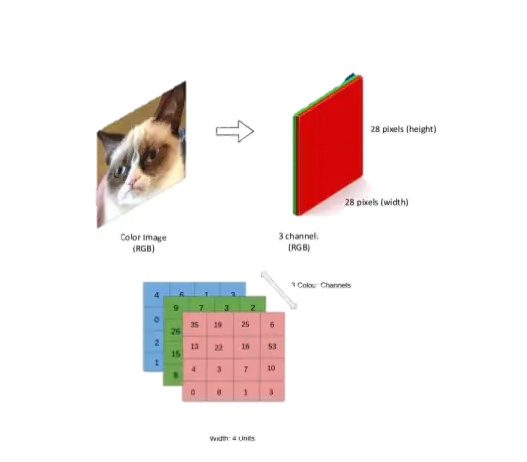 28 pixels (height)
28 pixels (width)
Color Image
(RGB)
3 channel.
(RGB)
3 Colou: Channels
4 6 1 3
9 7 3 2
0
26
35 19 25 6
2
15
13 22 16 53
1
8
4 3 7 10
0 8 1 3
Width: 4 Units